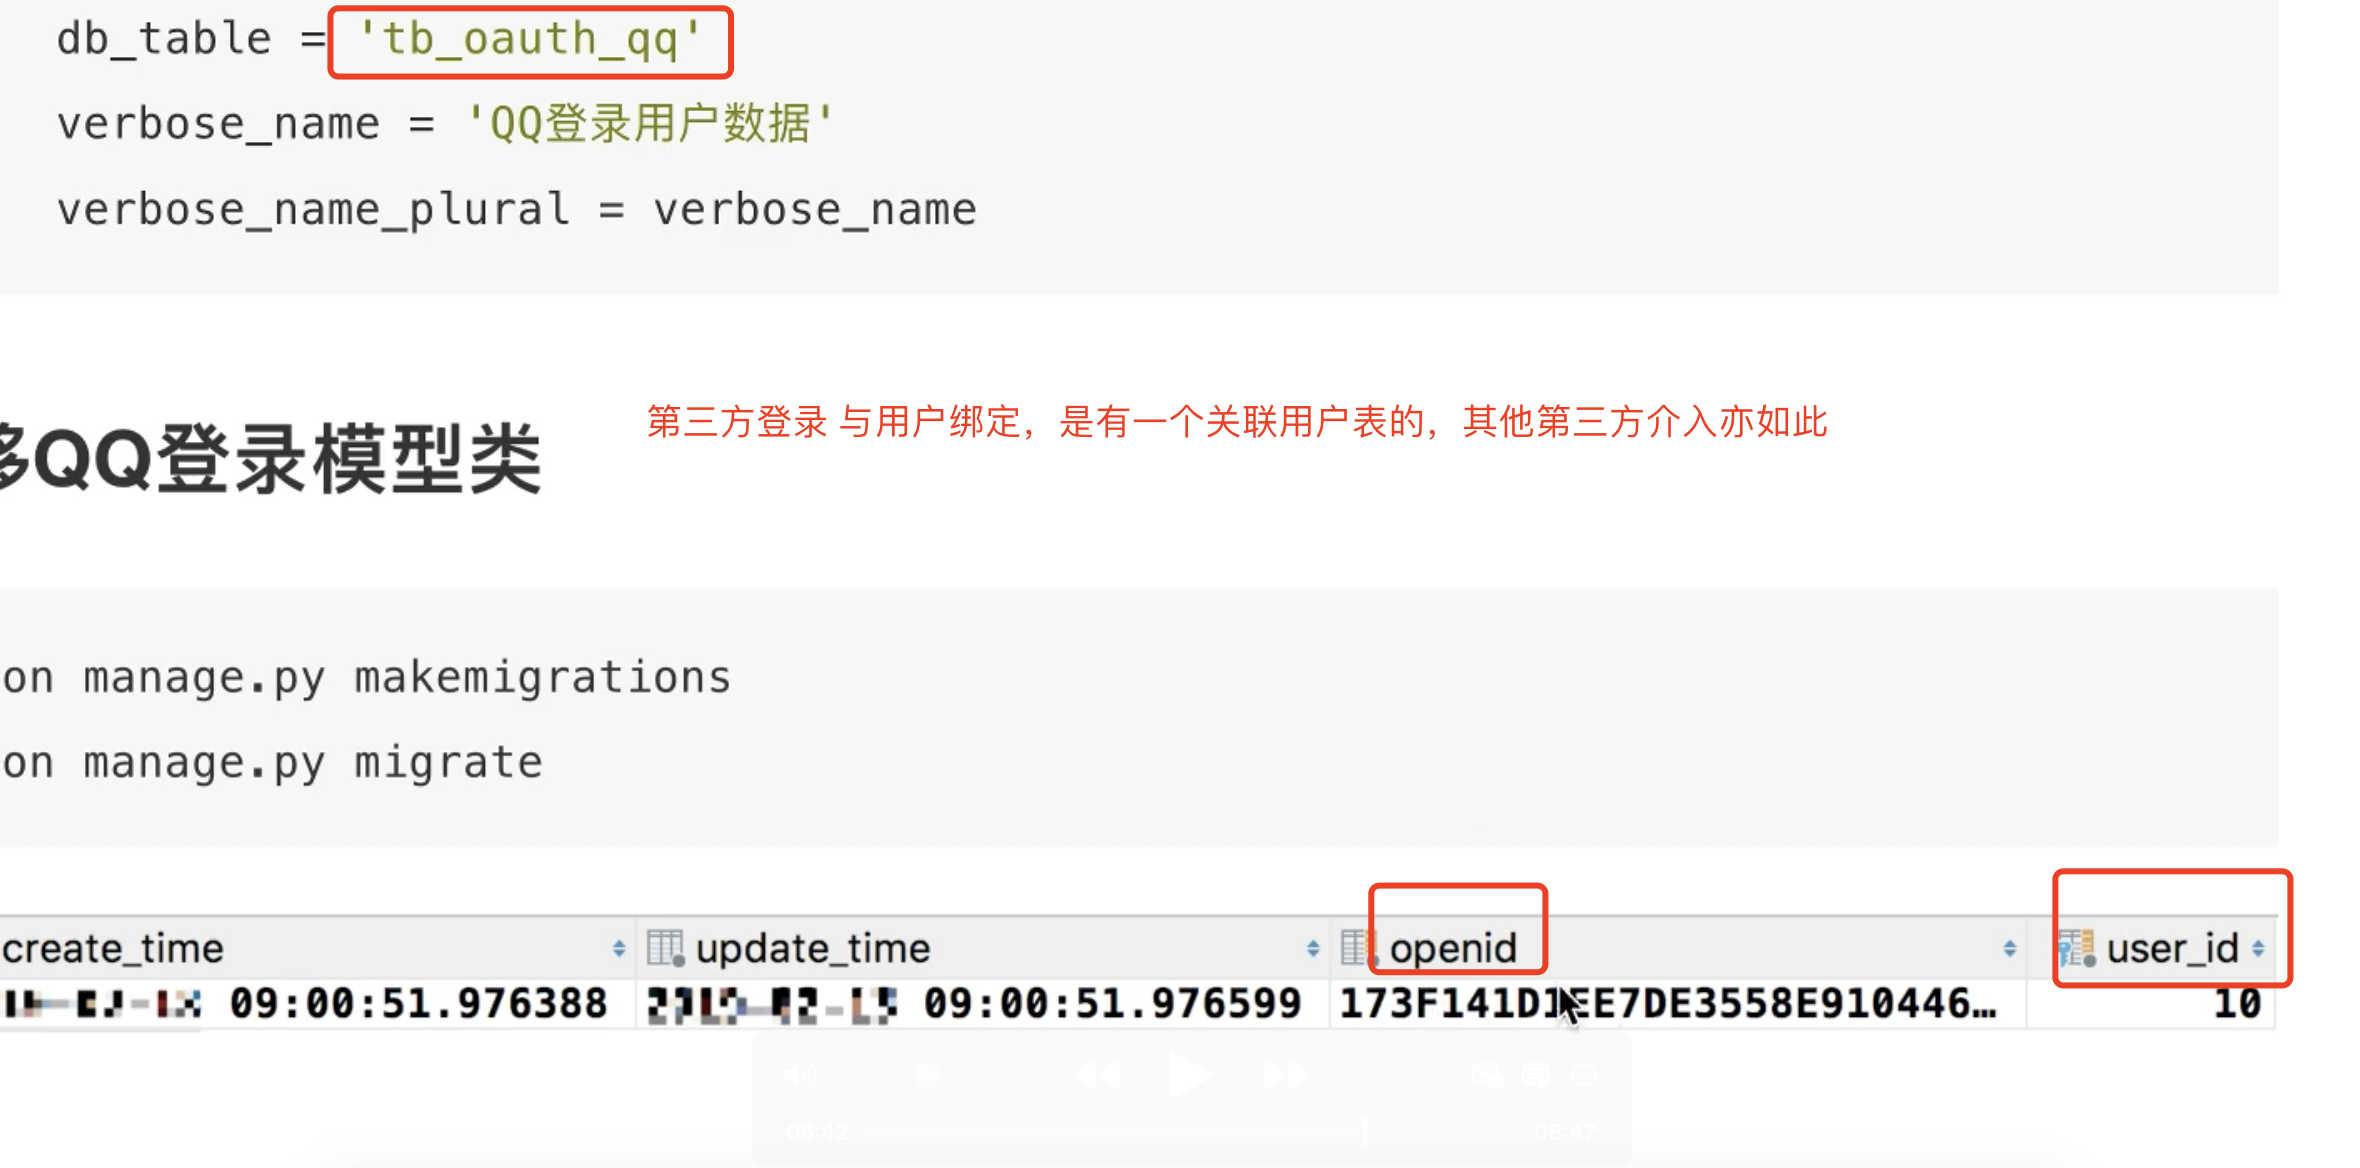 db_table = 'tb_oauth_qq'
verbose_name = 'QQ登录用户数据'
verbose_name_plural = verbose_name
第三方登录 与用户绑定，是有一个关联用户表的，其他第三方介入亦如此
移QQ登录模型类
on manage.py makemigrations
on manage.py migrate
create_time update_time openid user_id
09:00:51.976388 09:00:51.976599 173F141D1EE7DE3558E910446… 10
06:42 08:47